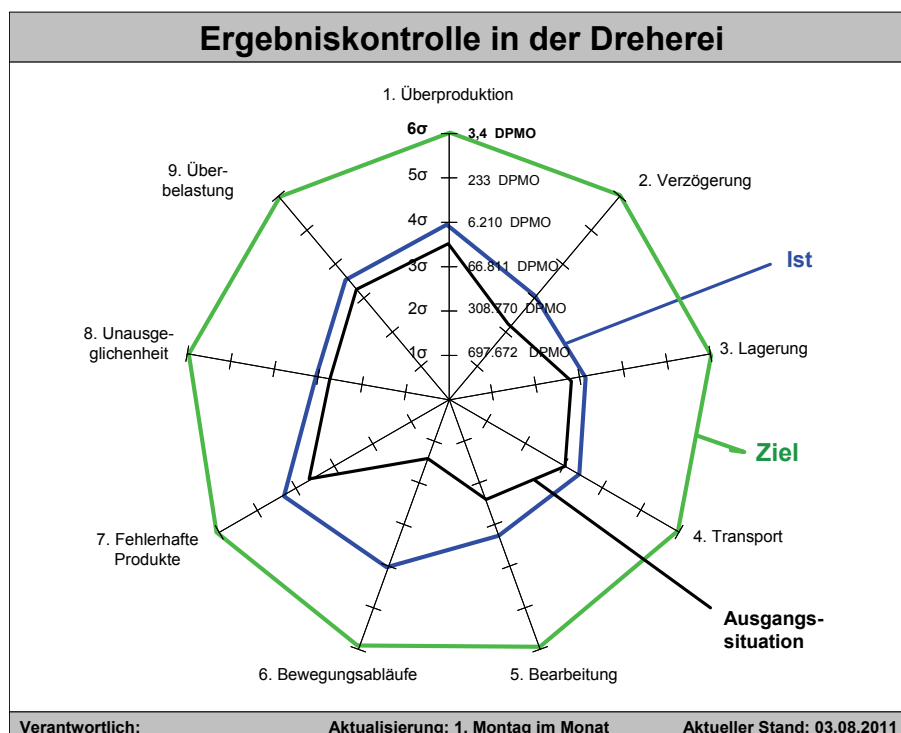 Ergebniskontrolle in der Dreherei
1. Überproduktion
6σ 3,4 DPMO
5σ 233 DPMO
4σ 6.210 DPMO
3σ 66.811 DPMO
2σ 308.770 DPMO
1σ 697.672 DPMO
9. Über-
belastung
2. Verzögerung
Ist
8. Unausge-
glichenheit
3. Lagerung
Ziel
7. Fehlerhafte
Produkte
4. Transport
Ausgangs-
situation
6. Bewegungsabläufe
5. Bearbeitung
Verantwortlich: Aktualisierung: 1. Montag im Monat Aktueller Stand: 03.08.2011